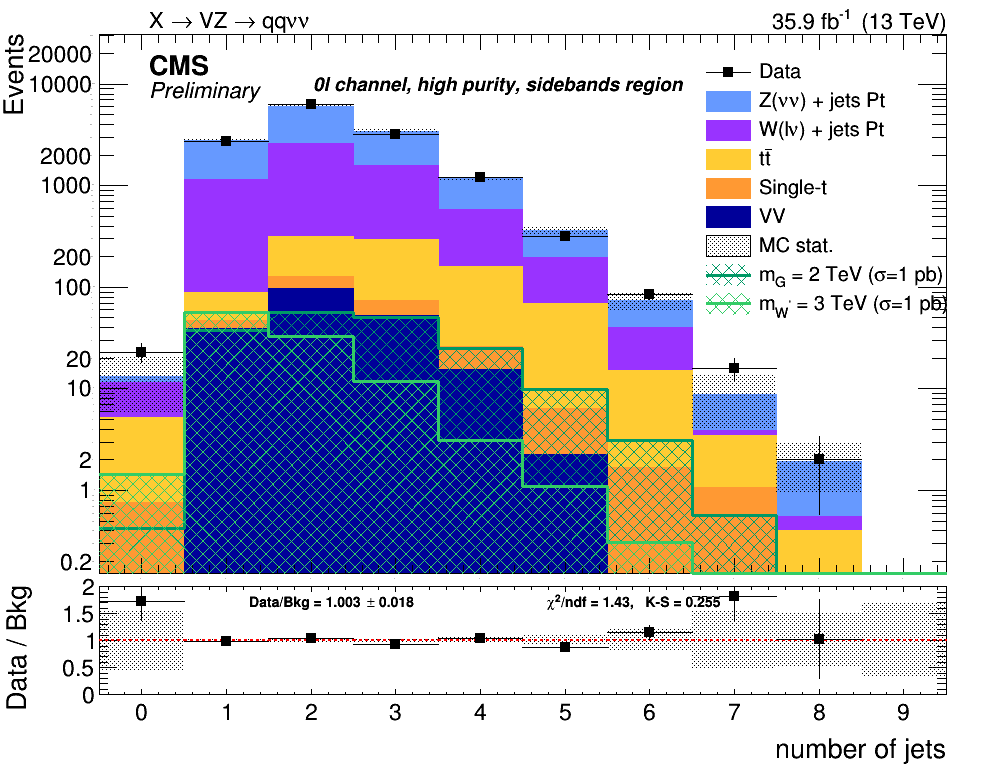 X → VZ → qqνν
35.9 fb⁻¹ (13 TeV)
Events
CMS
Preliminary
0l channel, high purity, sidebands region
Data
Z(νν) + jets Pt
W(lν) + jets Pt
tt̄
Single-t
VV
MC stat.
m_G = 2 TeV (σ=1 pb)
m_W' = 3 TeV (σ=1 pb)
20000
10000
2000
1000
200
100
20
10
2
1
0.2
Data / Bkg
2
1.5
1
0.5
0
Data/Bkg = 1.003 ± 0.018
χ²/ndf = 1.43, K-S = 0.255
0 1 2 3 4 5 6 7 8 9
number of jets